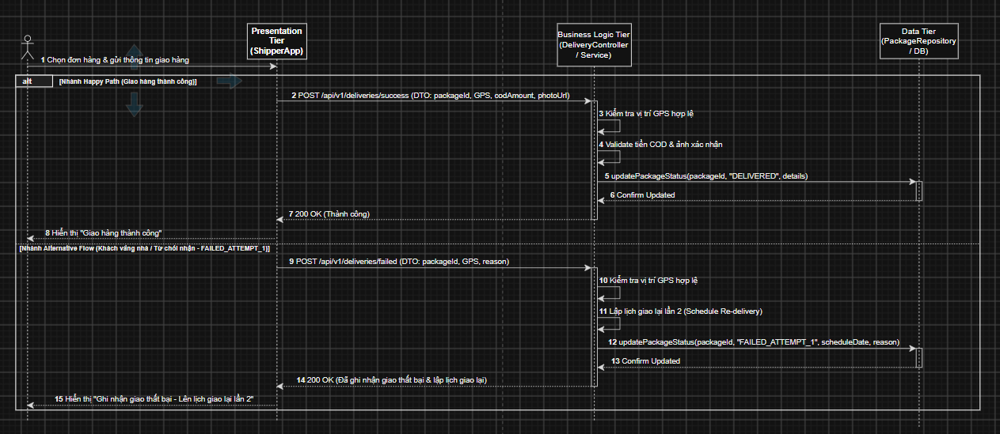 Presentation
Tier
(ShipperApp)
Business Logic Tier
(DeliveryController
/ Service)
Data Tier
(PackageRepository
/ DB)
1 Chọn đơn hàng & gửi thông tin giao hàng
alt [Nhánh Happy Path (Giao hàng thành công)]
2 POST /api/v1/deliveries/success (DTO: packageId, GPS, codAmount, photoUrl)
3 Kiểm tra vị trí GPS hợp lệ
4 Validate tiền COD & ảnh xác nhận
5 updatePackageStatus(packageId, "DELIVERED", details)
6 Confirm Updated
7 200 OK (Thành công)
8 Hiển thị "Giao hàng thành công"
[Nhánh Alternative Flow (Khách vắng nhà / Từ chối nhận - FAILED_ATTEMPT_1)]
9 POST /api/v1/deliveries/failed (DTO: packageId, GPS, reason)
10 Kiểm tra vị trí GPS hợp lệ
11 Lập lịch giao lại lần 2 (Schedule Re-delivery)
12 updatePackageStatus(packageId, "FAILED_ATTEMPT_1", scheduleDate, reason)
13 Confirm Updated
14 200 OK (Đã ghi nhận giao thất bại & lập lịch giao lại)
15 Hiển thị "Ghi nhận giao thất bại - Lên lịch giao lại lần 2"